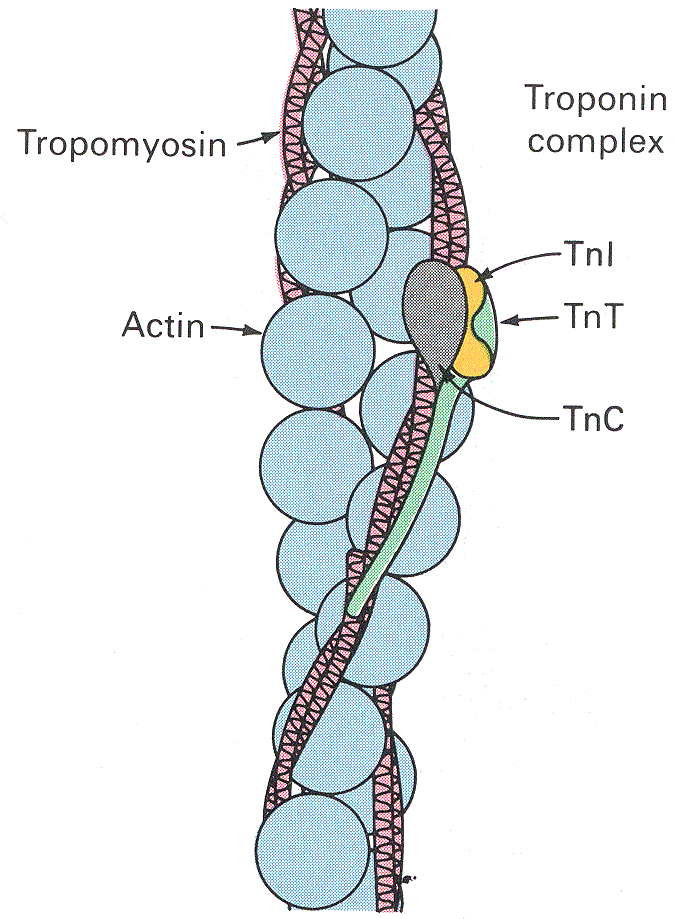 Troponin
complex
Tropomyosin
TnI
TnT
Actin
TnC